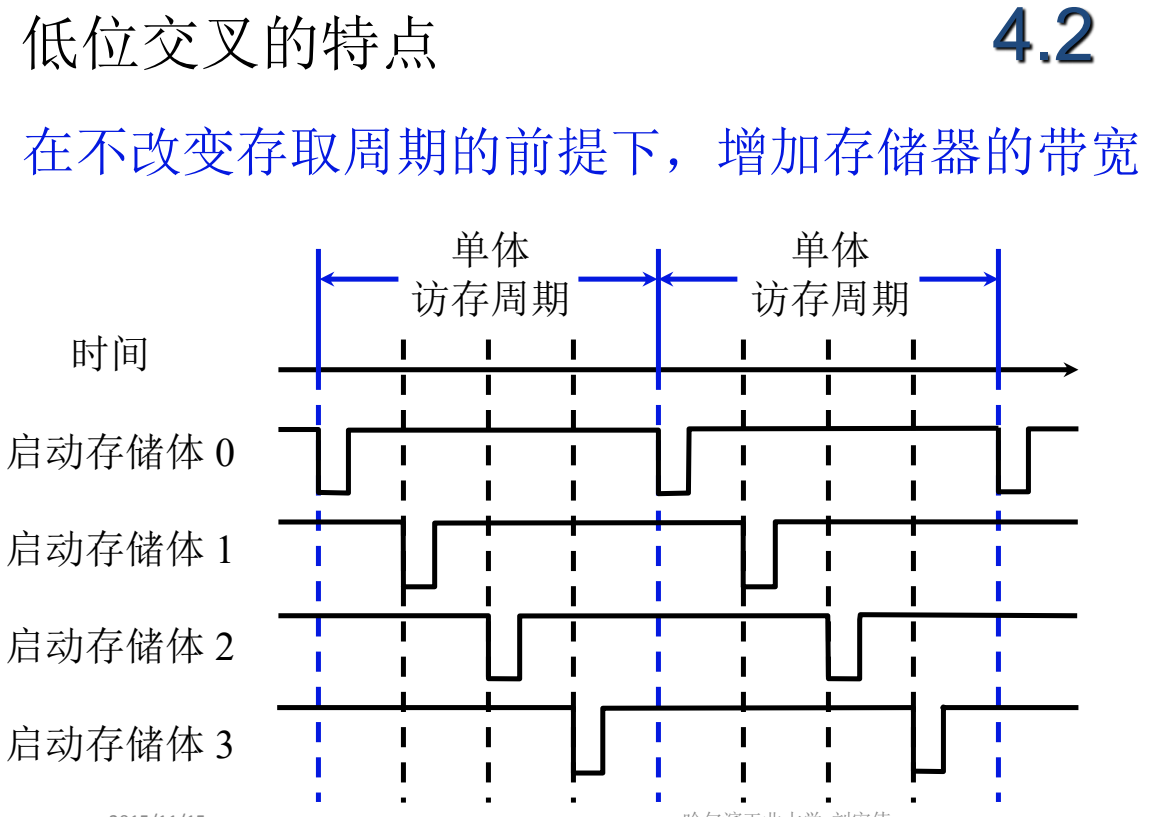 低位交叉的特点
4.2
在不改变存取周期的前提下，增加存储器的带宽
单体
访存周期
单体
访存周期
时间
启动存储体 0
启动存储体 1
启动存储体 2
启动存储体 3